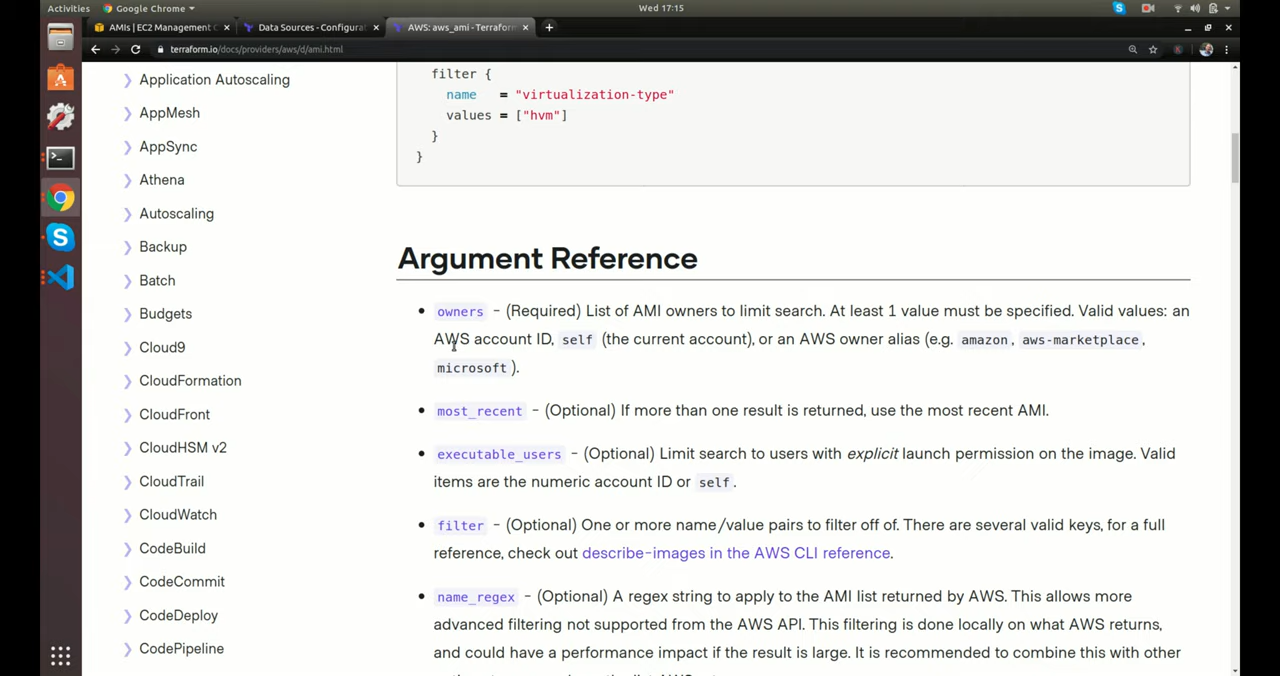 Activities
Google Chrome
Wed 17:15
AMIs | EC2 Management C
Data Sources - Configura
AWS: aws_ami - Terrafor
terraform.io/docs/providers/aws/d/ami.html
Application Autoscaling
AppMesh
AppSync
Athena
Autoscaling
Backup
Batch
Budgets
Cloud9
CloudFormation
CloudFront
CloudHSM v2
CloudTrail
CloudWatch
CodeBuild
CodeCommit
CodeDeploy
CodePipeline
filter {
name = "virtualization-type"
values = ["hvm"]
}
}
Argument Reference
owners - (Required) List of AMI owners to limit search. At least 1 value must be specified. Valid values: an
AWS account ID, self (the current account), or an AWS owner alias (e.g. amazon, aws-marketplace,
microsoft).
most_recent - (Optional) If more than one result is returned, use the most recent AMI.
executable_users - (Optional) Limit search to users with explicit launch permission on the image. Valid
items are the numeric account ID or self.
filter - (Optional) One or more name/value pairs to filter off of. There are several valid keys, for a full
reference, check out describe-images in the AWS CLI reference.
name_regex - (Optional) A regex string to apply to the AMI list returned by AWS. This allows more
advanced filtering not supported from the AWS API. This filtering is done locally on what AWS returns,
and could have a performance impact if the result is large. It is recommended to combine this with other